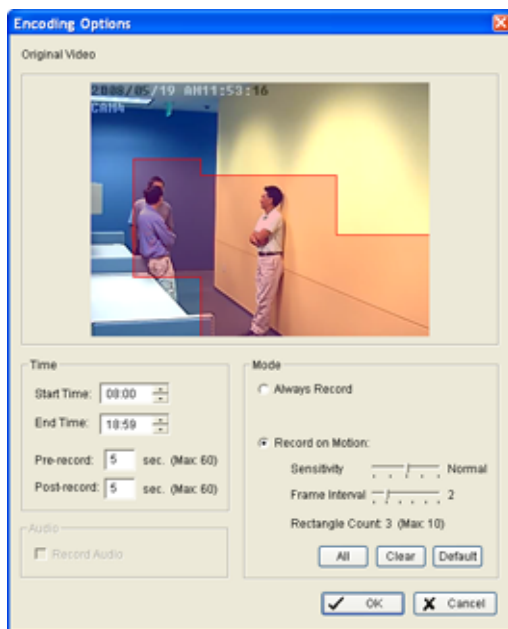 Encoding Options
Original Video
2008/05/19 AM11:53:16
CAM4
Time
Start Time: 08:00
End Time: 18:59
Pre-record: 5 sec. (Max: 60)
Post-record: 5 sec. (Max: 60)
Audio
Record Audio
Mode
Always Record
Record on Motion:
Sensitivity Normal
Frame Interval 2
Rectangle Count: 3 (Max: 10)
All Clear Default
OK Cancel